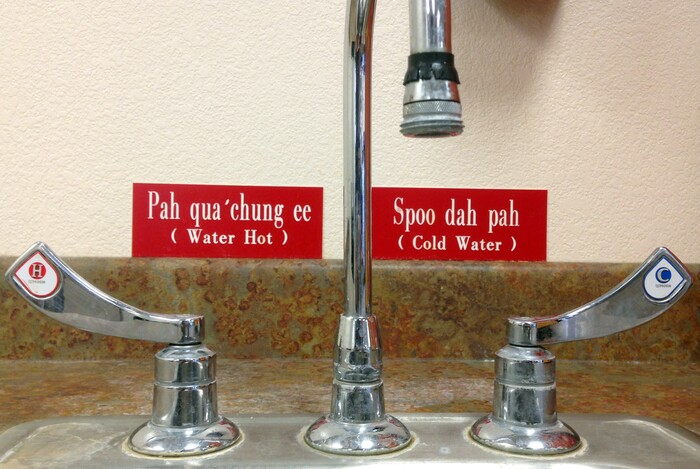 Pah qua'chung ee
( Water Hot )
Spoo dah pah
( Cold Water )
H
C